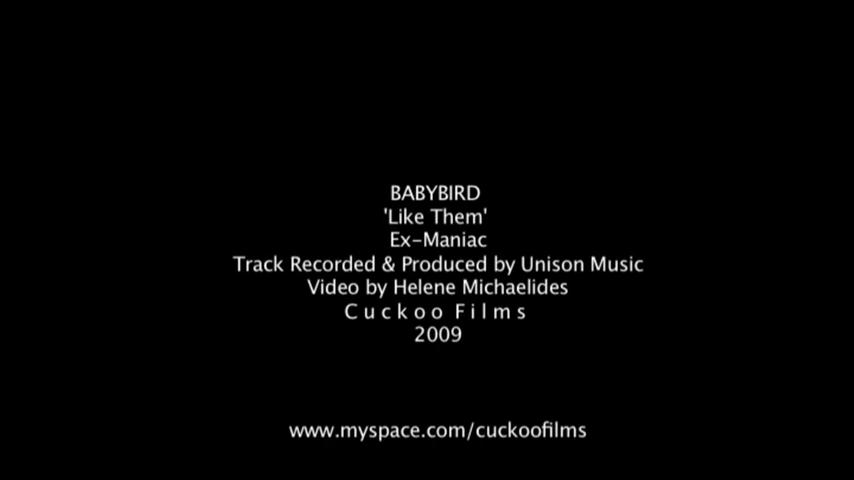 BABYBIRD
'Like Them'
Ex-Maniac
Track Recorded & Produced by Unison Music
Video by Helene Michaelides
C u c k o o  F i l m s
2009
www.myspace.com/cuckoofilms